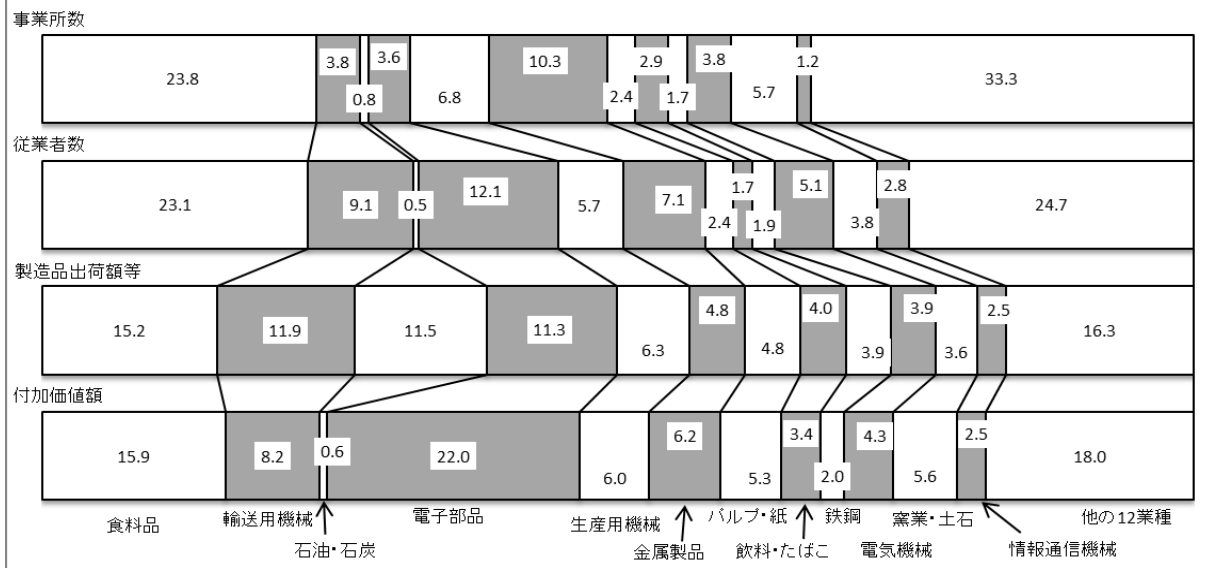 事業所数
23.8 3.8 0.8 3.6 6.8 10.3 2.4 2.9 1.7 3.8 5.7 1.2 33.3
従業者数
23.1 9.1 0.5 12.1 5.7 7.1 2.4 1.7 1.9 5.1 3.8 2.8 24.7
製造品出荷額等
15.2 11.9 11.5 11.3 6.3 4.8 4.8 4.0 3.9 3.9 3.6 2.5 16.3
付加価値額
15.9 8.2 0.6 22.0 6.0 6.2 5.3 3.4 2.0 4.3 5.6 2.5 18.0
食料品 輸送用機械 電子部品 生産用機械 パルプ・紙 鉄鋼 窯業・土石 他の12業種
石油・石炭 金属製品 飲料・たばこ 電気機械 情報通信機械